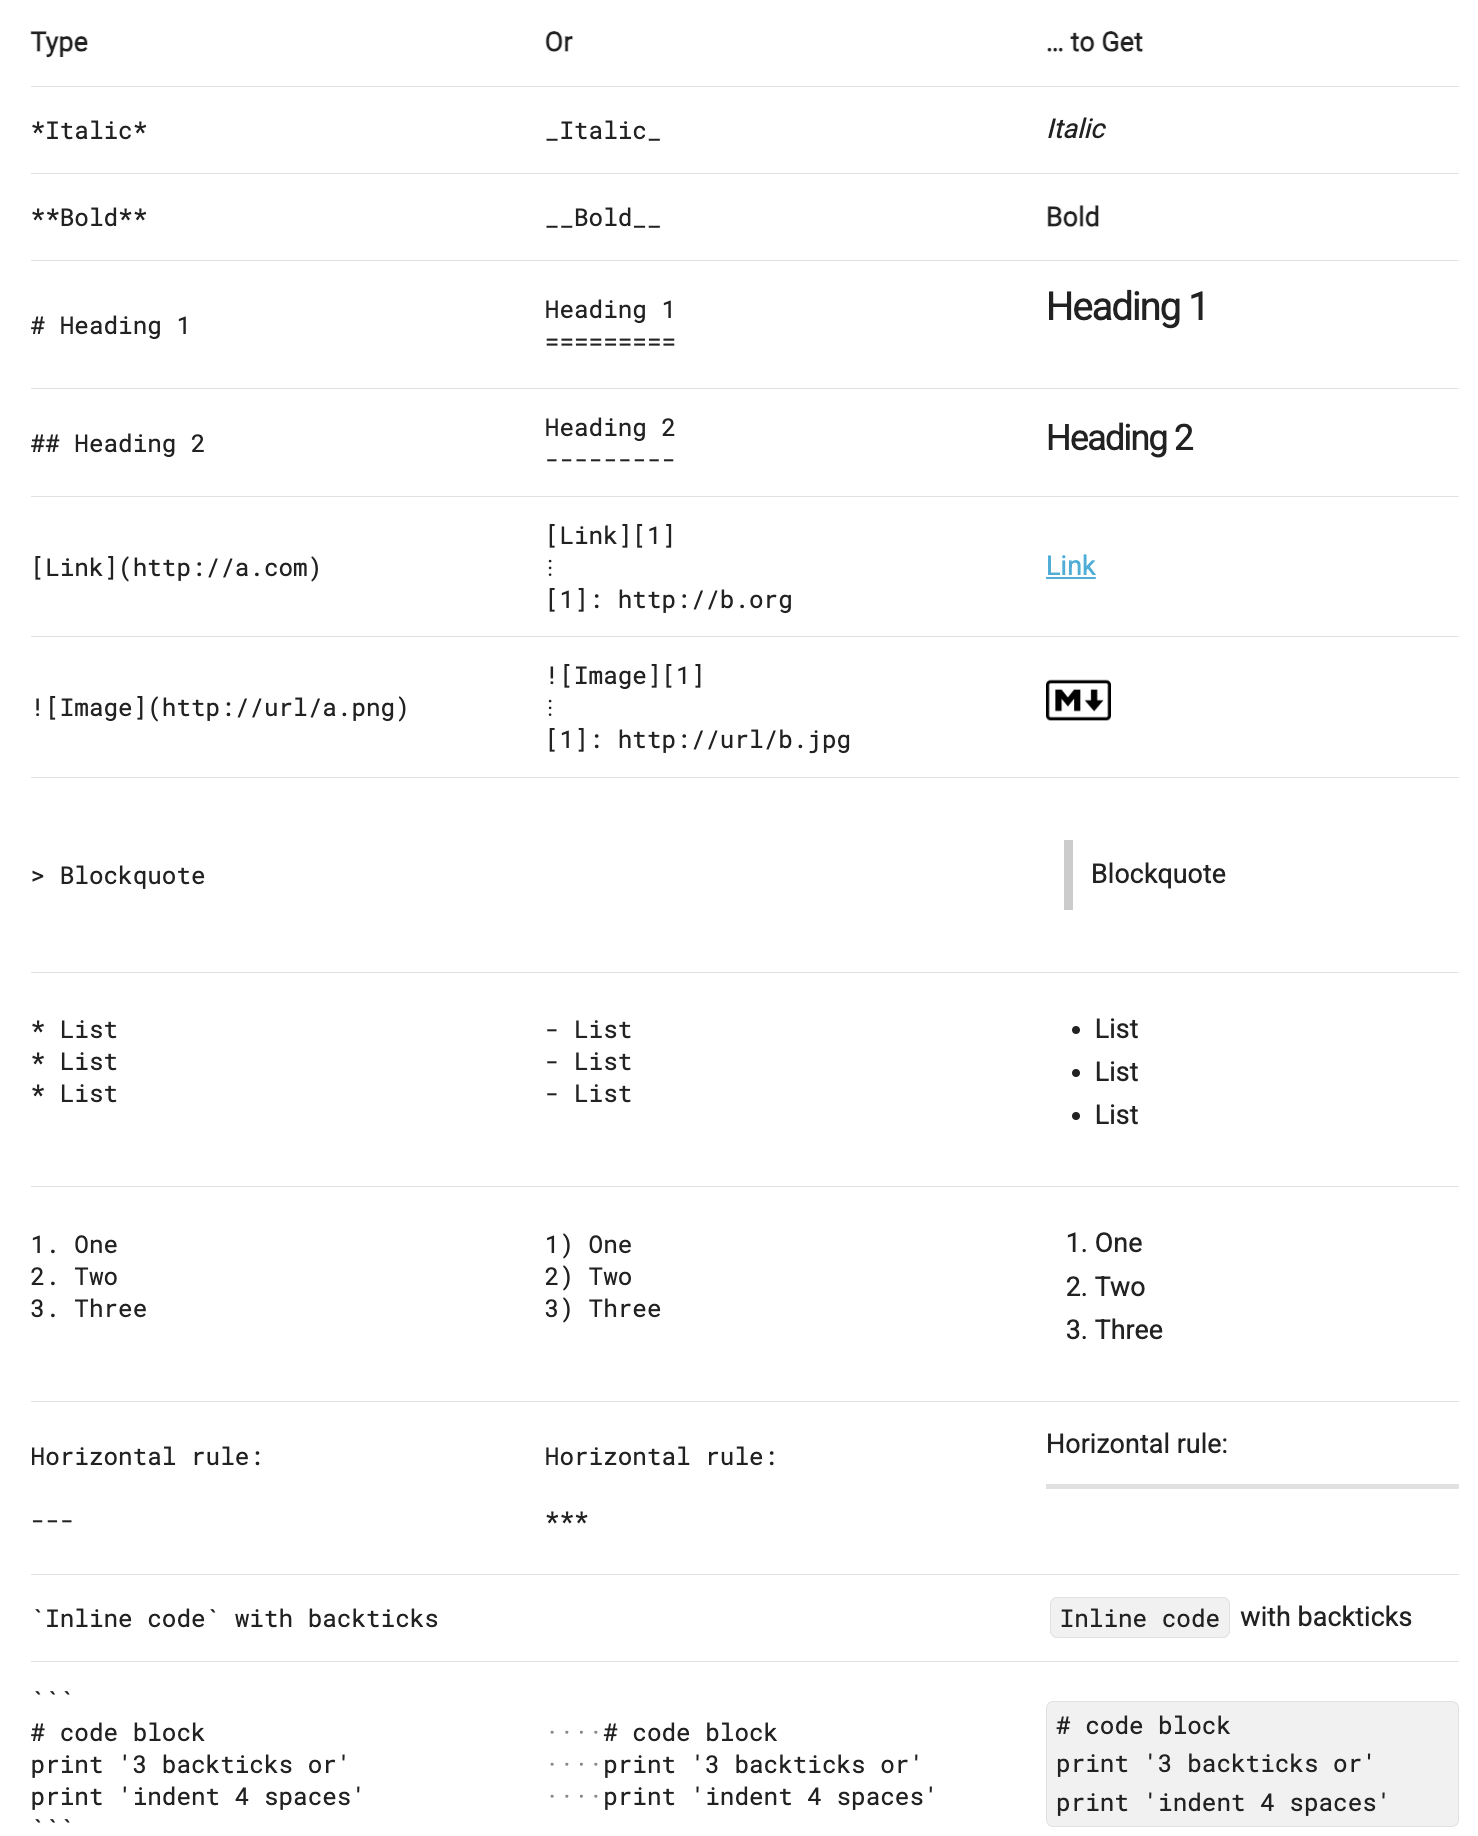 Type Or … to Get
*Italic* _Italic_ Italic
**Bold** __Bold__ Bold
# Heading 1
Heading 1
=========
Heading 1
## Heading 2
Heading 2
---------
Heading 2
[Link](http://a.com)
[Link][1]
⋮
[1]: http://b.org
Link
![Image](http://url/a.png)
![Image][1]
⋮
[1]: http://url/b.jpg
M↓
> Blockquote
Blockquote
* List
* List
* List
- List
- List
- List
• List
• List
• List
1. One
2. Two
3. Three
1) One
2) Two
3) Three
1. One
2. Two
3. Three
Horizontal rule:
---
Horizontal rule:
***
Horizontal rule:
`Inline code` with backticks
Inline code with backticks
```
# code block
print '3 backticks or'
print 'indent 4 spaces'
```
····# code block
····print '3 backticks or'
····print 'indent 4 spaces'
# code block
print '3 backticks or'
print 'indent 4 spaces'